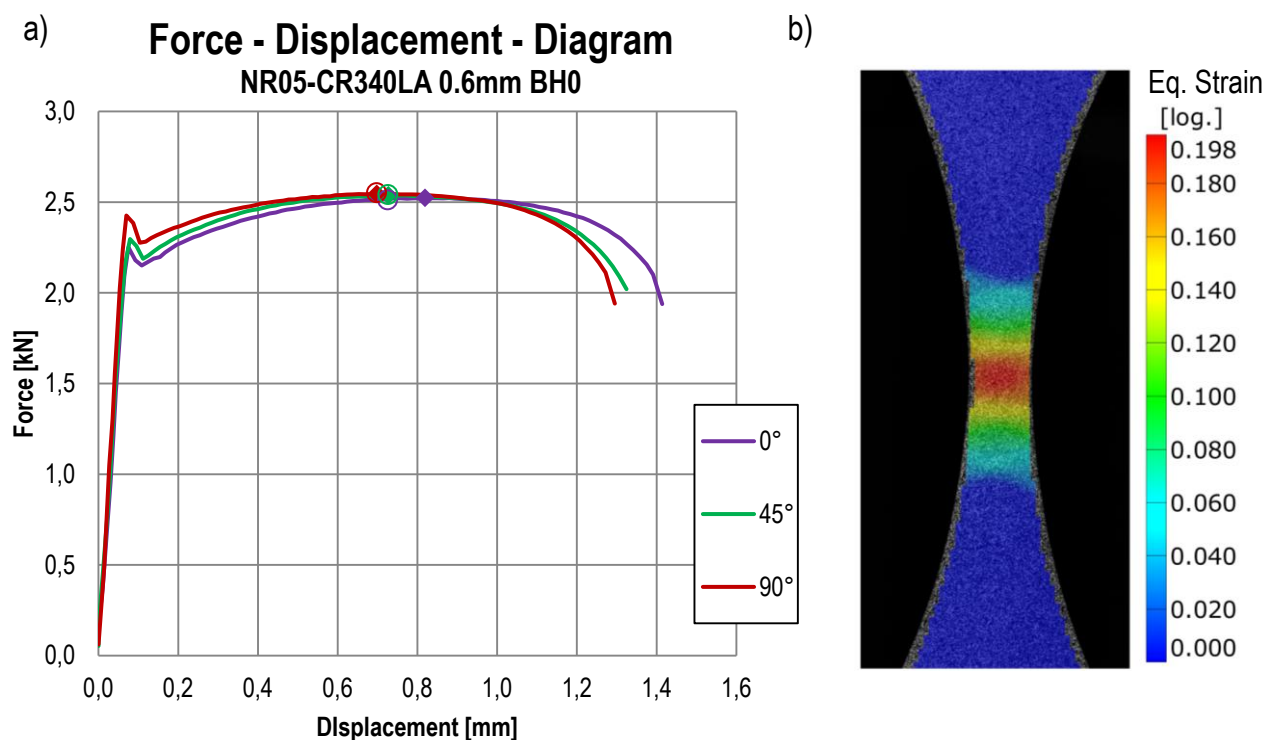 a)
Force - Displacement - Diagram
NR05-CR340LA 0.6mm BH0
3,0
2,5
2,0
1,5
1,0
0,5
0,0
Force [kN]
0,0 0,2 0,4 0,6 0,8 1,0 1,2 1,4 1,6
DIsplacement [mm]
0°
45°
90°
b)
Eq. Strain
[log.]
0.198
0.180
0.160
0.140
0.120
0.100
0.080
0.060
0.040
0.020
0.000